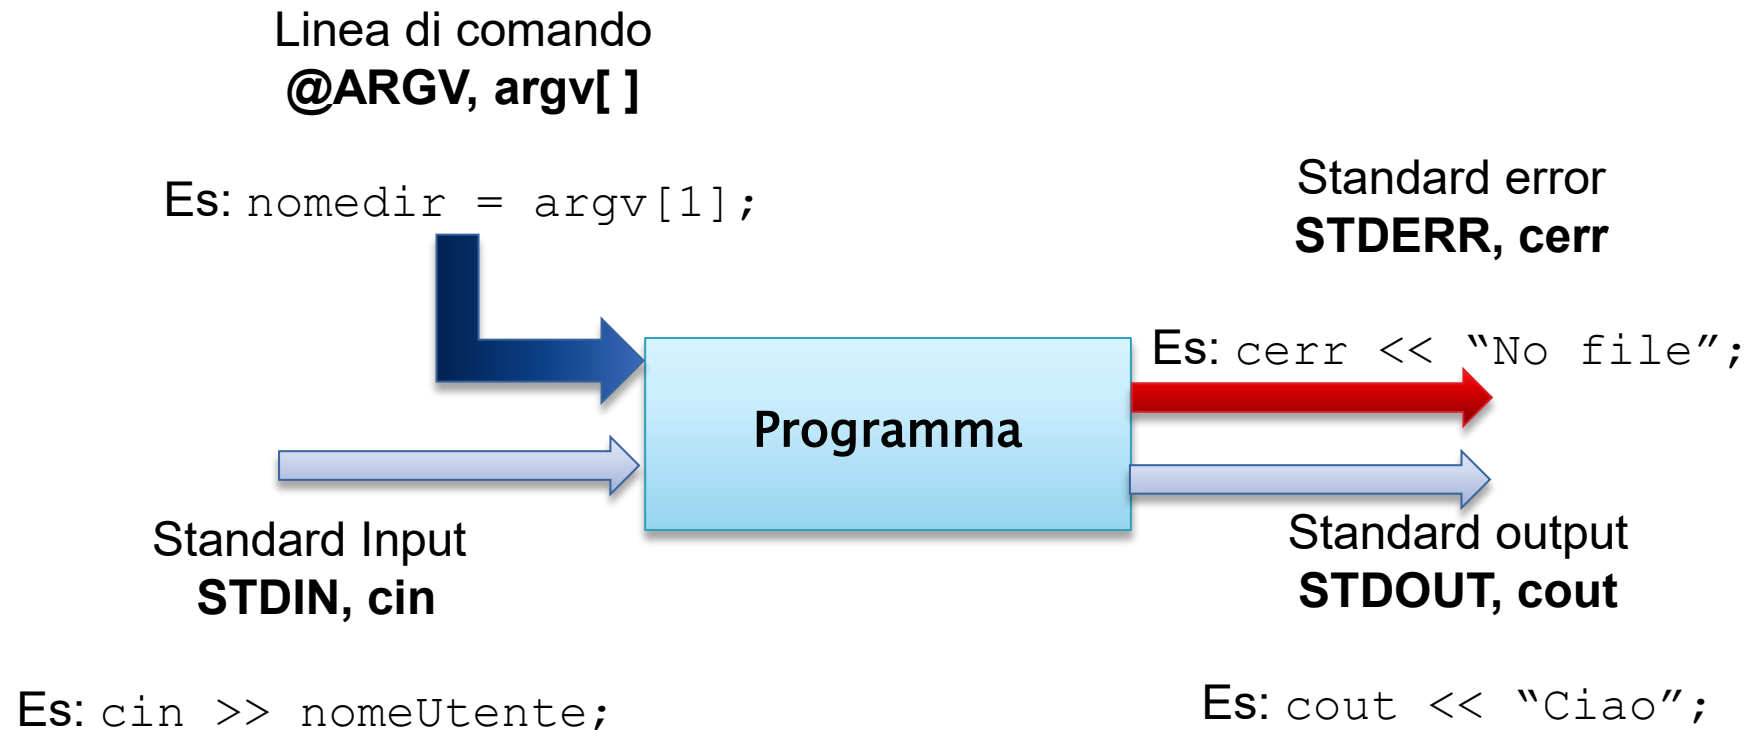 Linea di comando
@ARGV, argv[ ]
Es: nomedir = argv[1];
Standard error
STDERR, cerr
Es: cerr << “No file”;
Programma
Standard Input
STDIN, cin
Es: cin >> nomeUtente;
Standard output
STDOUT, cout
Es: cout << “Ciao”;